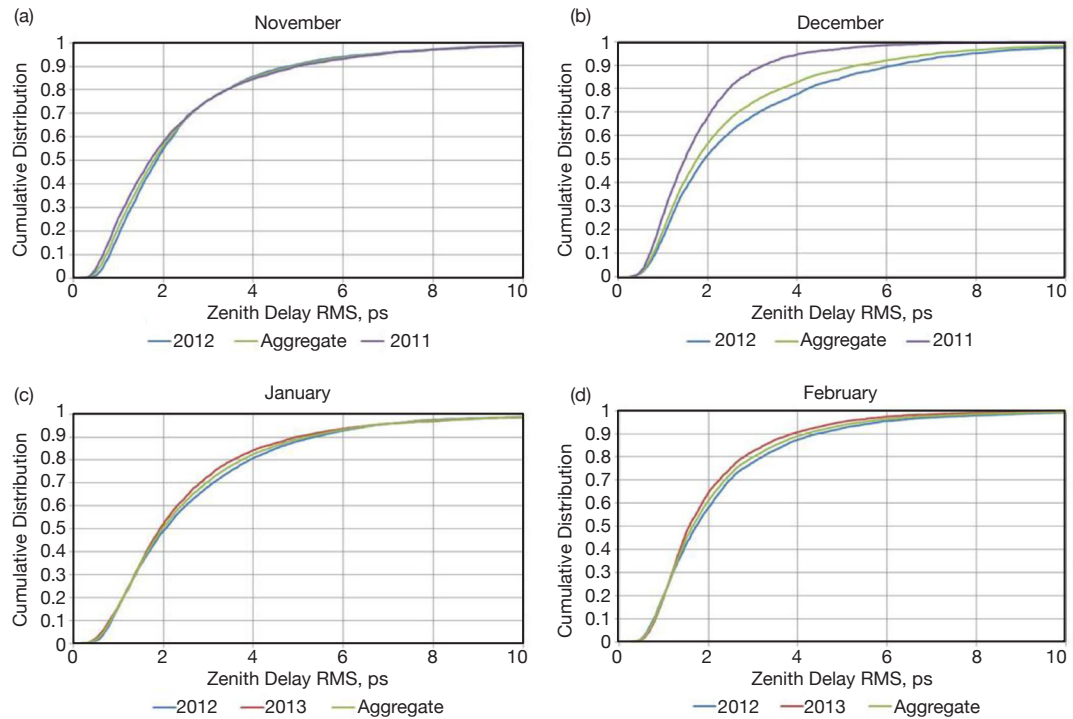 (a)
November
Cumulative Distribution
1
0.9
0.8
0.7
0.6
0.5
0.4
0.3
0.2
0.1
0
0 2 4 6 8 10
Zenith Delay RMS, ps
2012 Aggregate 2011
(b)
December
Cumulative Distribution
1
0.9
0.8
0.7
0.6
0.5
0.4
0.3
0.2
0.1
0
0 2 4 6 8 10
Zenith Delay RMS, ps
2012 Aggregate 2011
(c)
January
Cumulative Distribution
1
0.9
0.8
0.7
0.6
0.5
0.4
0.3
0.2
0.1
0
0 2 4 6 8 10
Zenith Delay RMS, ps
2012 2013 Aggregate
(d)
February
Cumulative Distribution
1
0.9
0.8
0.7
0.6
0.5
0.4
0.3
0.2
0.1
0
0 2 4 6 8 10
Zenith Delay RMS, ps
2012 2013 Aggregate